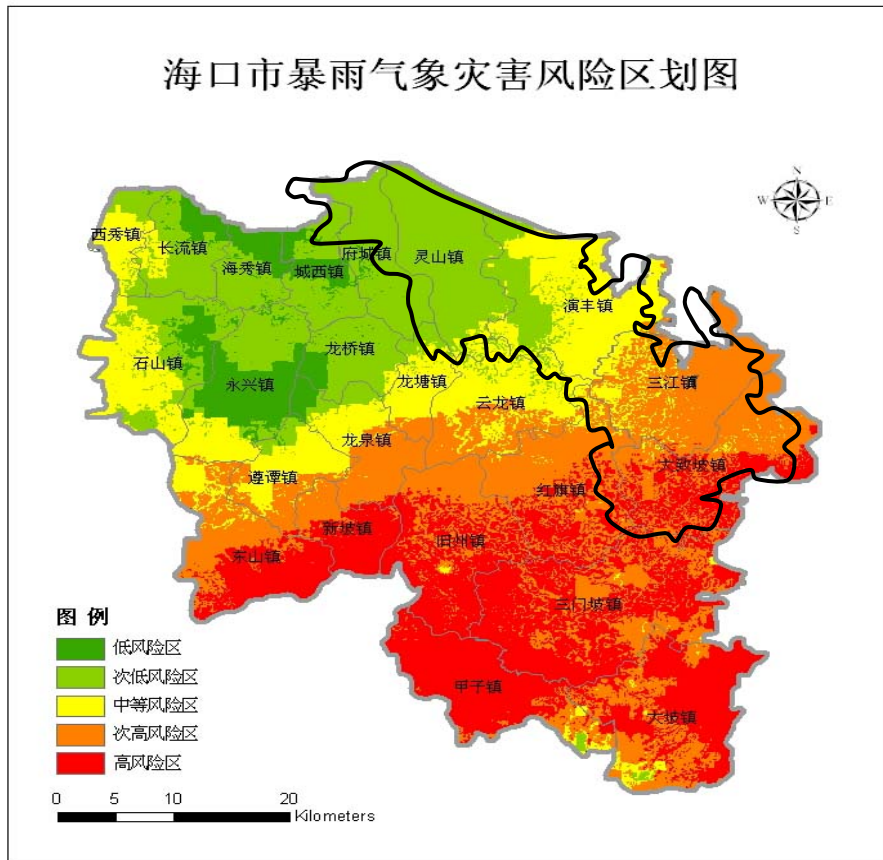 海口市暴雨气象灾害风险区划图
N
W E
S
西秀镇
长流镇
海秀镇
城西镇
府城镇
灵山镇
演丰镇
石山镇
永兴镇
龙桥镇
龙塘镇
云龙镇
三江镇
龙泉镇
遵谭镇
红旗镇
大致坡镇
东山镇
新坡镇
旧州镇
三门坡镇
甲子镇
大坡镇
图 例
低风险区
次低风险区
中等风险区
次高风险区
高风险区
0 5 10 20
Kilometers